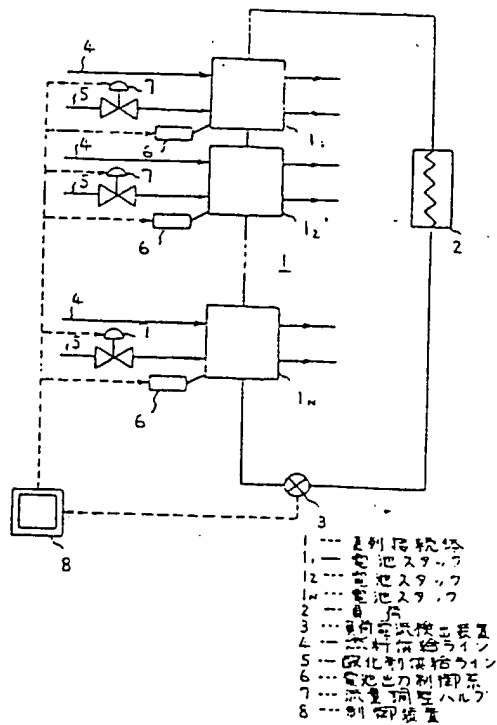 4
7
5
6
1₁
4
7
5
6
1₂
1
2
4
1
5
6
1N
3
8
1 --- 直列接続体
1₁ --- 電池スタック
1₂ --- 電池スタック
1N --- 電池スタック
2 --- 負荷
3 --- 負荷電流検出装置
4 --- 燃料供給ライン
5 --- 酸化剤供給ライン
6 --- 電池出力制御系
7 --- 流量調整バルブ
8 --- 制御装置